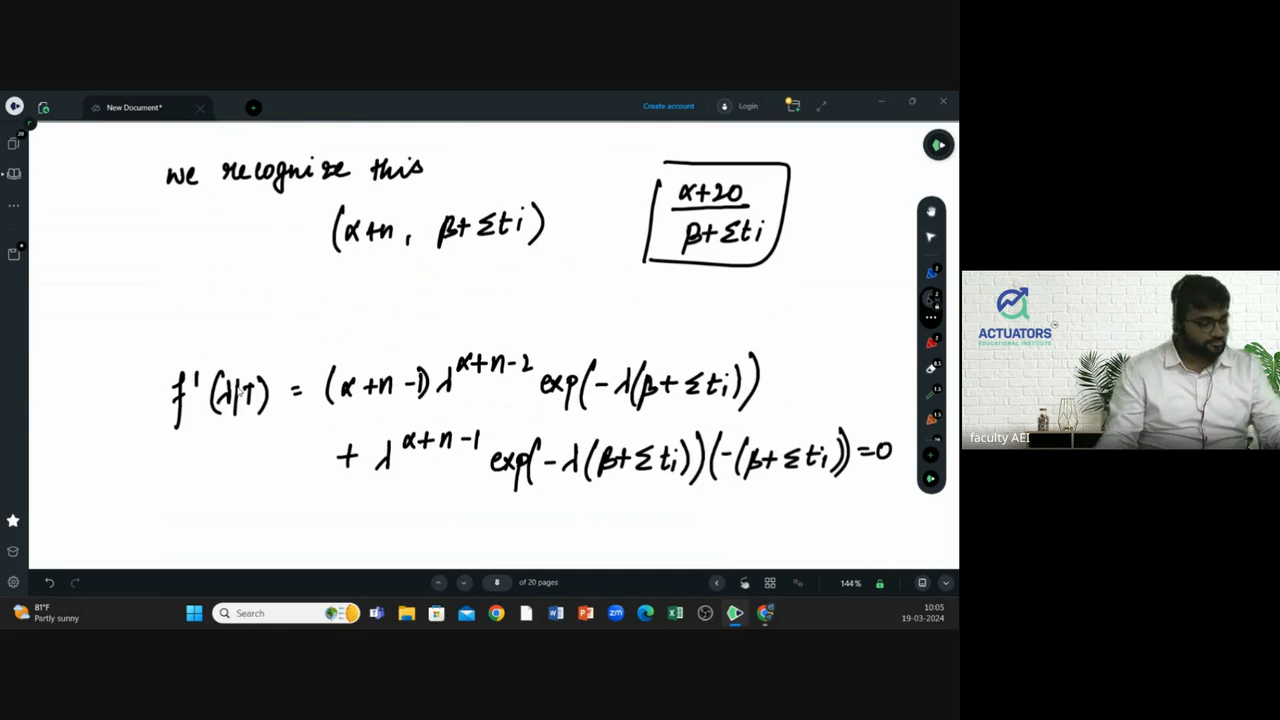 New Document*
Create account
Login
we recognize this
(α+n, β+Σti)
α+20
β+Σti
f'(λ|T) = (α+n-1) λ^α+n-2 exp(-λ(β+Σti))
+ λ^α+n-1 exp(-λ(β+Σti))(-(β+Σti))=0
ACTUATORS
EDUCATIONAL INSTITUTE
faculty AEI
8
of 20 pages
144%
81°F
Partly sunny
Search
10:05
19-03-2024